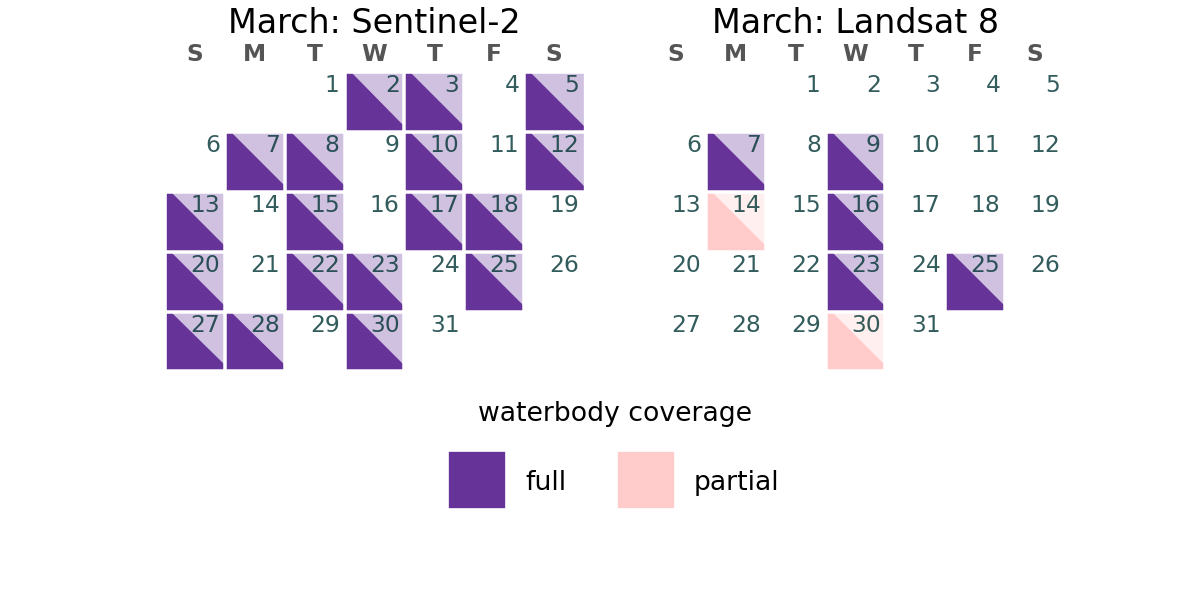 March: Sentinel-2
S M T W T F S
1 2 3 4 5
6 7 8 9 10 11 12
13 14 15 16 17 18 19
20 21 22 23 24 25 26
27 28 29 30 31
March: Landsat 8
S M T W T F S
1 2 3 4 5
6 7 8 9 10 11 12
13 14 15 16 17 18 19
20 21 22 23 24 25 26
27 28 29 30 31
waterbody coverage
full
partial